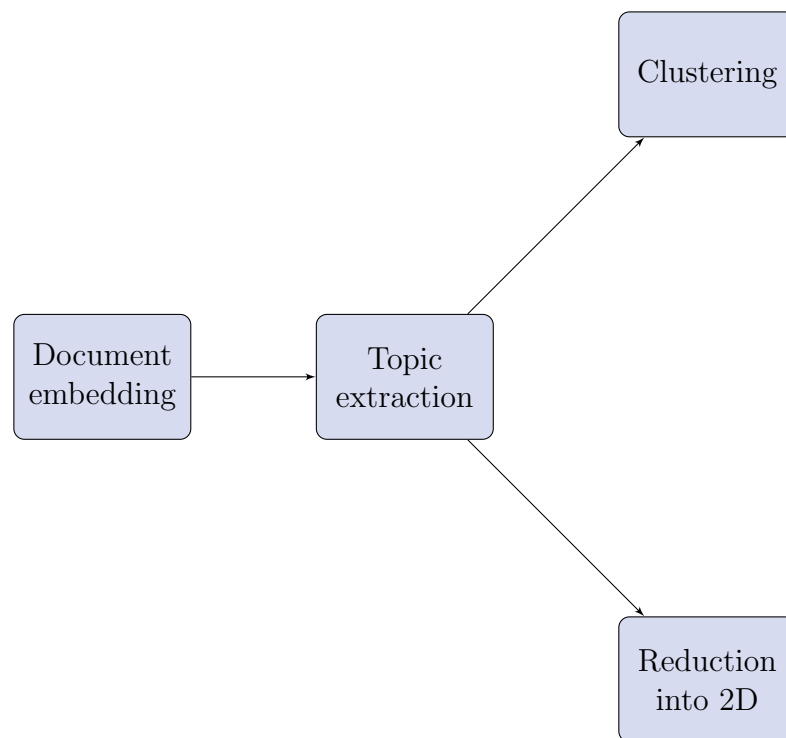 Clustering
Document
embedding
Topic
extraction
Reduction
into 2D